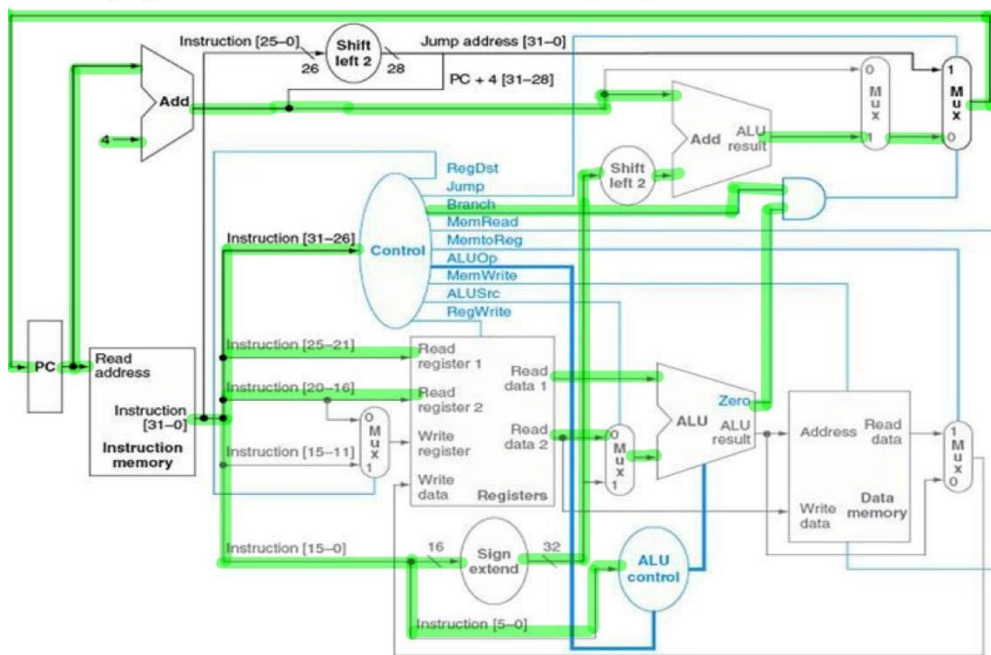 Instruction [25–0]
Shift left 2
Jump address [31–0]
26
28
PC + 4 [31–28]
Add
4
0
Mux
1
1
Mux
0
Add
ALU result
Shift left 2
RegDst
Jump
Branch
MemRead
MemtoReg
ALUOp
MemWrite
ALUSrc
RegWrite
Control
Instruction [31–26]
PC
Read address
Instruction [31–0]
Instruction memory
Instruction [25–21]
Instruction [20–16]
Instruction [15–11]
0
Mux
1
Read register 1
Read register 2
Write register
Write data
Read data 1
Read data 2
Registers
0
Mux
1
Zero
ALU
ALU result
Address
Read data
Write data
Data memory
1
Mux
0
Instruction [15–0]
16
Sign extend
32
ALU control
Instruction [5–0]